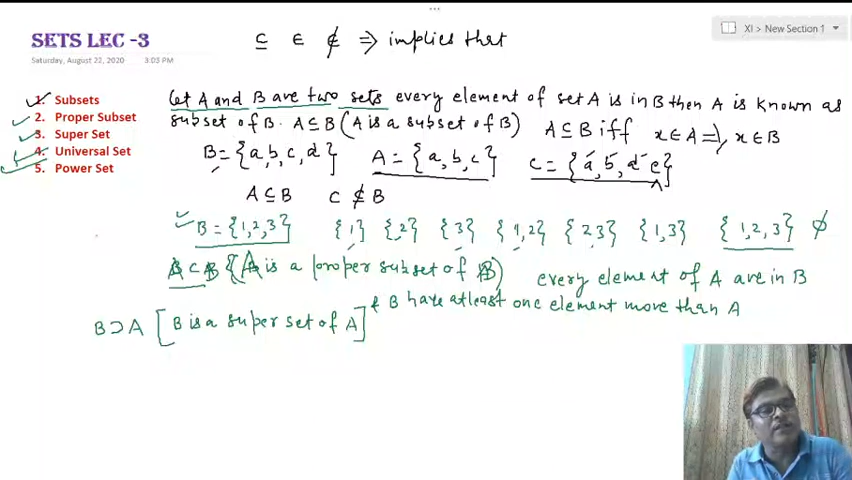 SETS LEC -3
⊆ ∈ ∉ ⇒ implies that
XI > New Section 1
Saturday, August 22, 2020 3:03 PM
1. Subsets
2. Proper Subset
3. Super Set
4. Universal Set
5. Power Set
Let A and B are two sets every element of set A is in B then A is known as
subset of B. A⊆B (A is a subset of B) A⊆B iff x∈A ⇒, x∈B
B = {a,b,c,d} A = {a,b,c} C = {a,b,d e}
A⊆B C ⊄ B
B = {1,2,3} {1} {,2} {3} {1,2} {2,3} {1,3} {1,2,3} ∅
A ⊂ B (A is a proper subset of B) every element of A are in B
& B have atleast one element more than A
B⊃A [B is a super set of A]